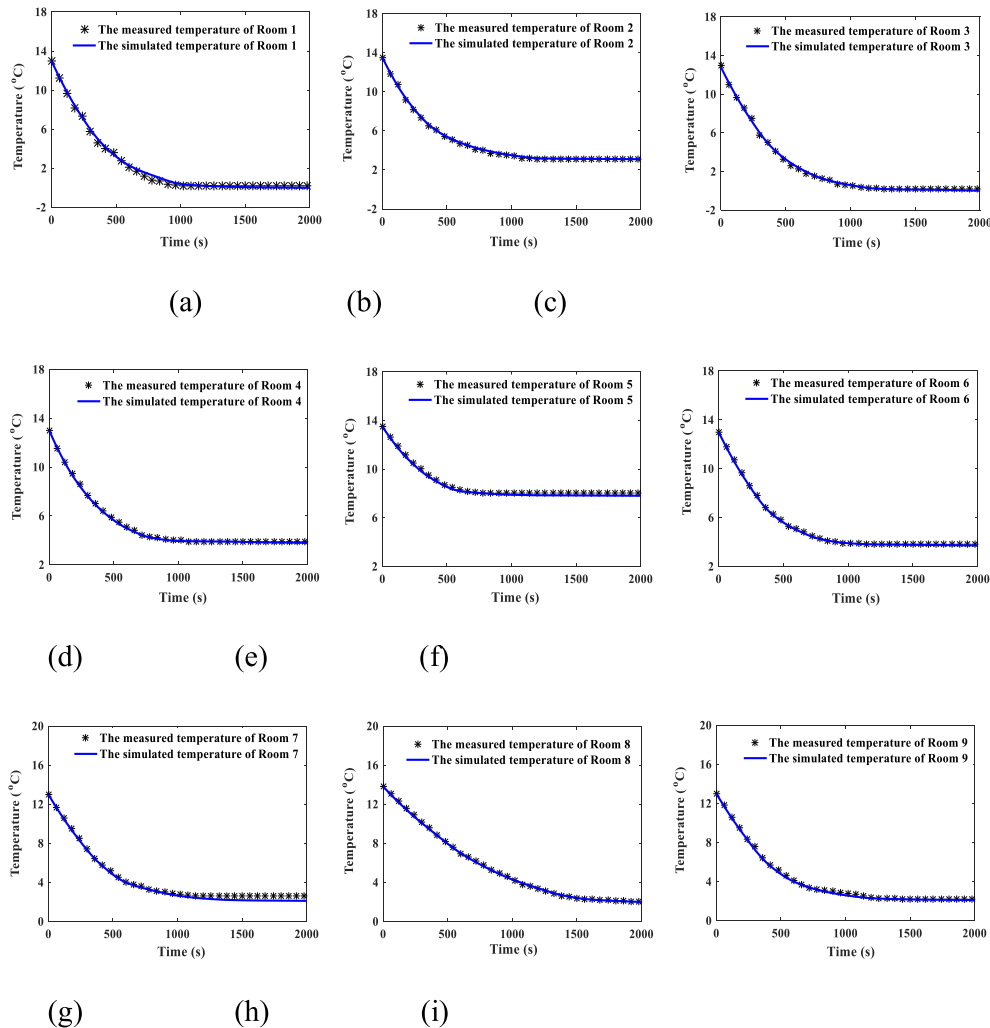 18
14
10
6
2
-2
Temperature ( °C)
The measured temperature of Room 1
The simulated temperature of Room 1
0 500 1000 1500 2000
Time (s)
18
14
10
6
2
-2
Temperature ( °C)
The measured temperature of Room 2
The simulated temperature of Room 2
0 500 1000 1500 2000
Time (s)
18
14
10
6
2
-2
Temperature ( °C)
The measured temperature of Room 3
The simulated temperature of Room 3
0 500 1000 1500 2000
Time (s)
(a) (b) (c)
18
14
10
6
2
Temperature ( °C)
The measured temperature of Room 4
The simulated temperature of Room 4
0 500 1000 1500 2000
Time (s)
18
14
10
6
2
Temperature ( °C)
The measured temperature of Room 5
The simulated temperature of Room 5
0 500 1000 1500 2000
Time (s)
18
14
10
6
2
Temperature ( °C)
The measured temperature of Room 6
The simulated temperature of Room 6
0 500 1000 1500 2000
Time (s)
(d) (e) (f)
20
16
12
8
4
0
Temperature ( °C)
The measured temperature of Room 7
The simulated temperature of Room 7
0 500 1000 1500 2000
Time (s)
20
16
12
8
4
0
Temperature ( °C)
The measured temperature of Room 8
The simulated temperature of Room 8
0 500 1000 1500 2000
Time (s)
20
16
12
8
4
0
Temperature ( °C)
The measured temperature of Room 9
The simulated temperature of Room 9
0 500 1000 1500 2000
Time (s)
(g) (h) (i)